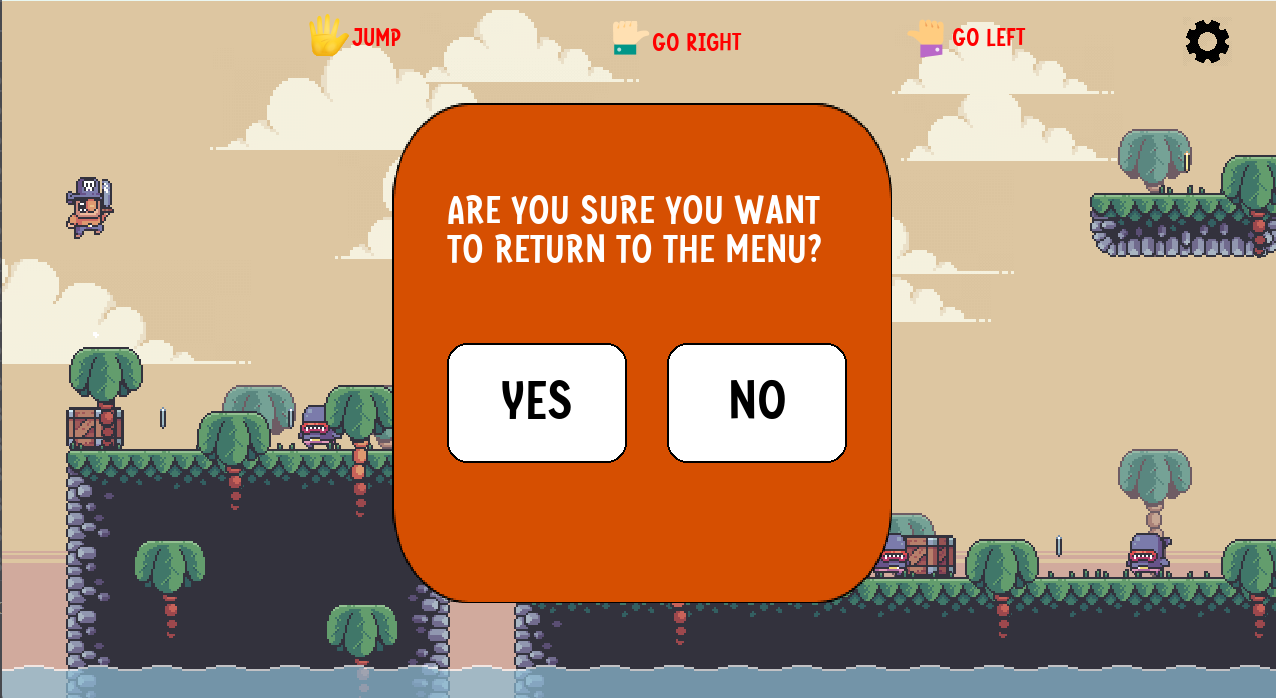 JUMP
GO RIGHT
GO LEFT
ARE YOU SURE YOU WANT
TO RETURN TO THE MENU?
YES
NO